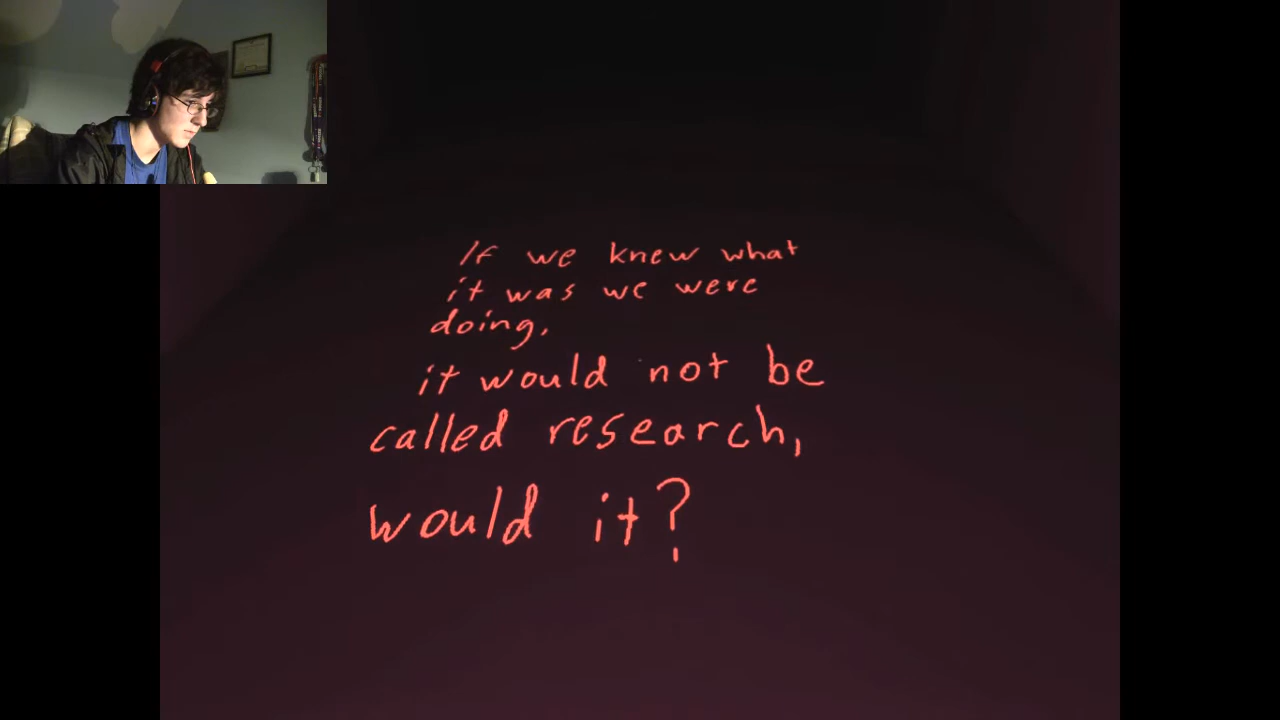 If we knew what
it was we were
doing,
it would not be
called research,
would it?